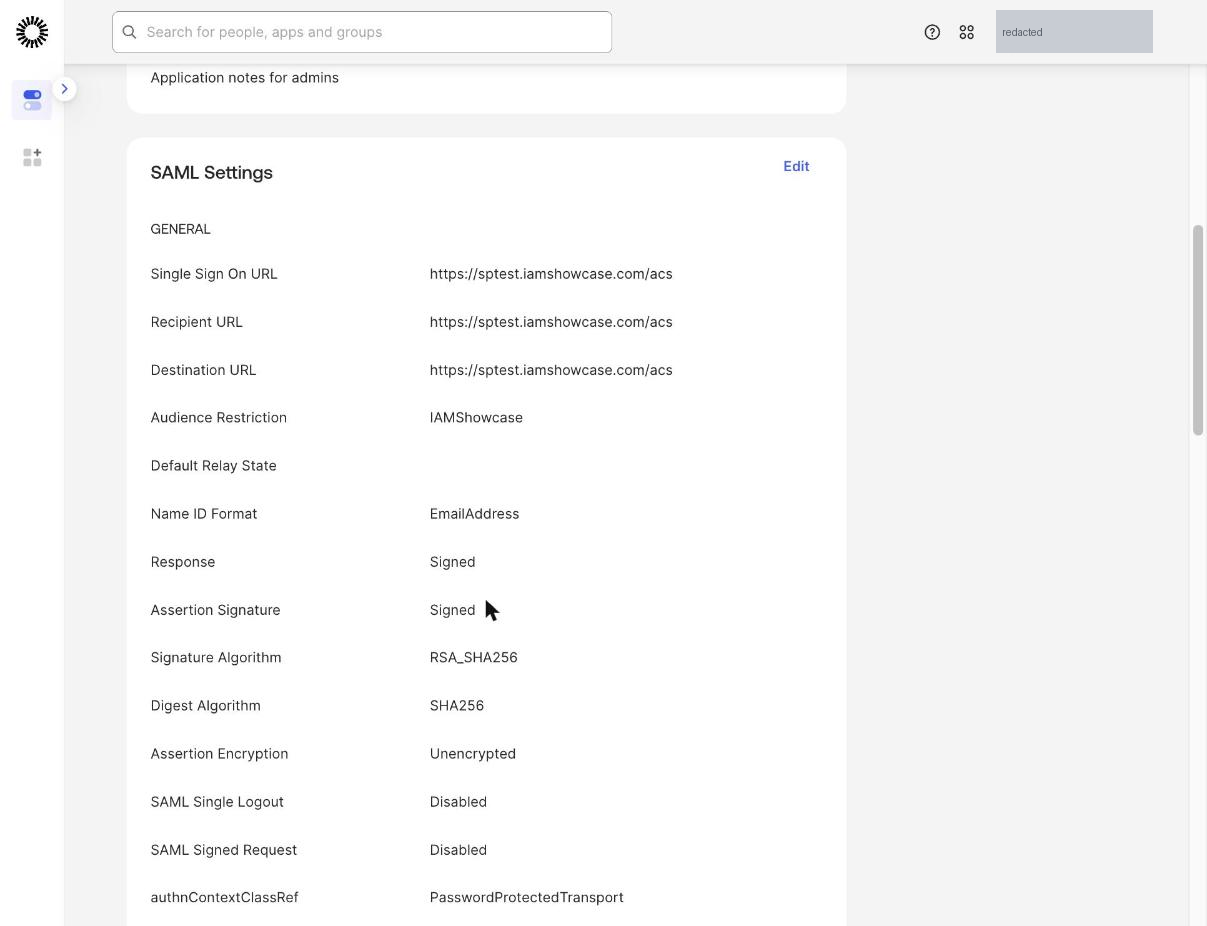 Search for people, apps and groups
redacted
Application notes for admins
SAML Settings
Edit
GENERAL
Single Sign On URL https://sptest.iamshowcase.com/acs
Recipient URL https://sptest.iamshowcase.com/acs
Destination URL https://sptest.iamshowcase.com/acs
Audience Restriction IAMShowcase
Default Relay State
Name ID Format EmailAddress
Response Signed
Assertion Signature Signed
Signature Algorithm RSA_SHA256
Digest Algorithm SHA256
Assertion Encryption Unencrypted
SAML Single Logout Disabled
SAML Signed Request Disabled
authnContextClassRef PasswordProtectedTransport